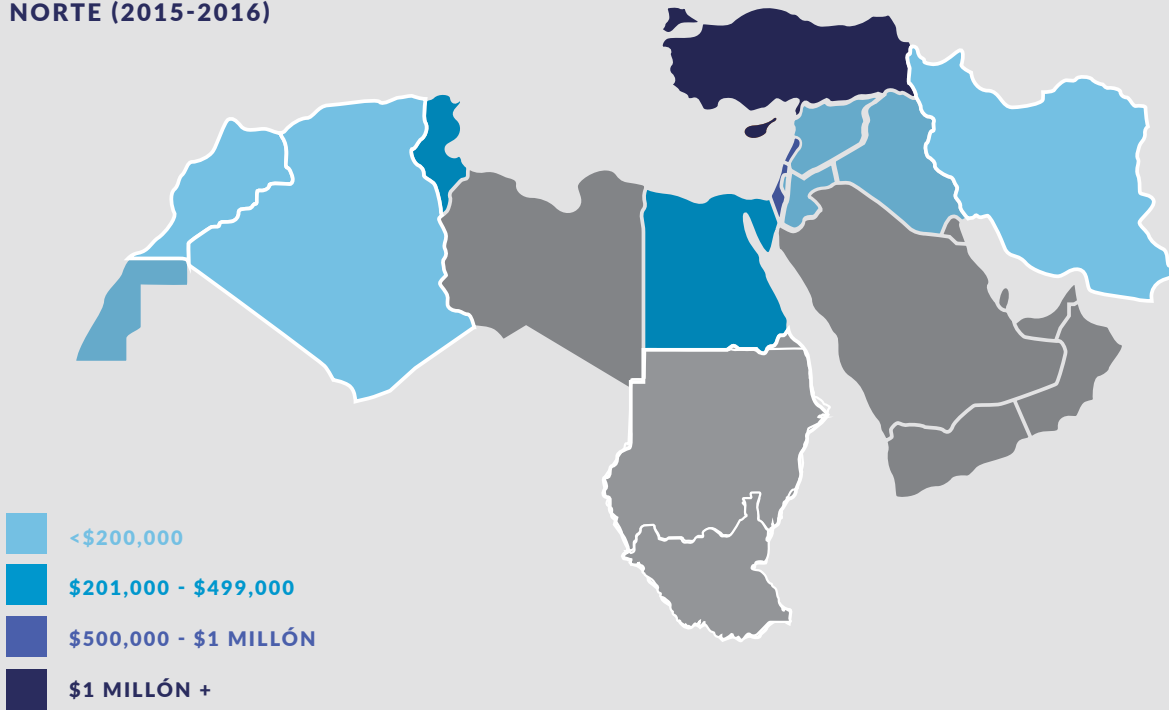 NORTE (2015-2016)
<$200,000
$201,000 - $499,000
$500,000 - $1 MILLÓN
$1 MILLÓN +